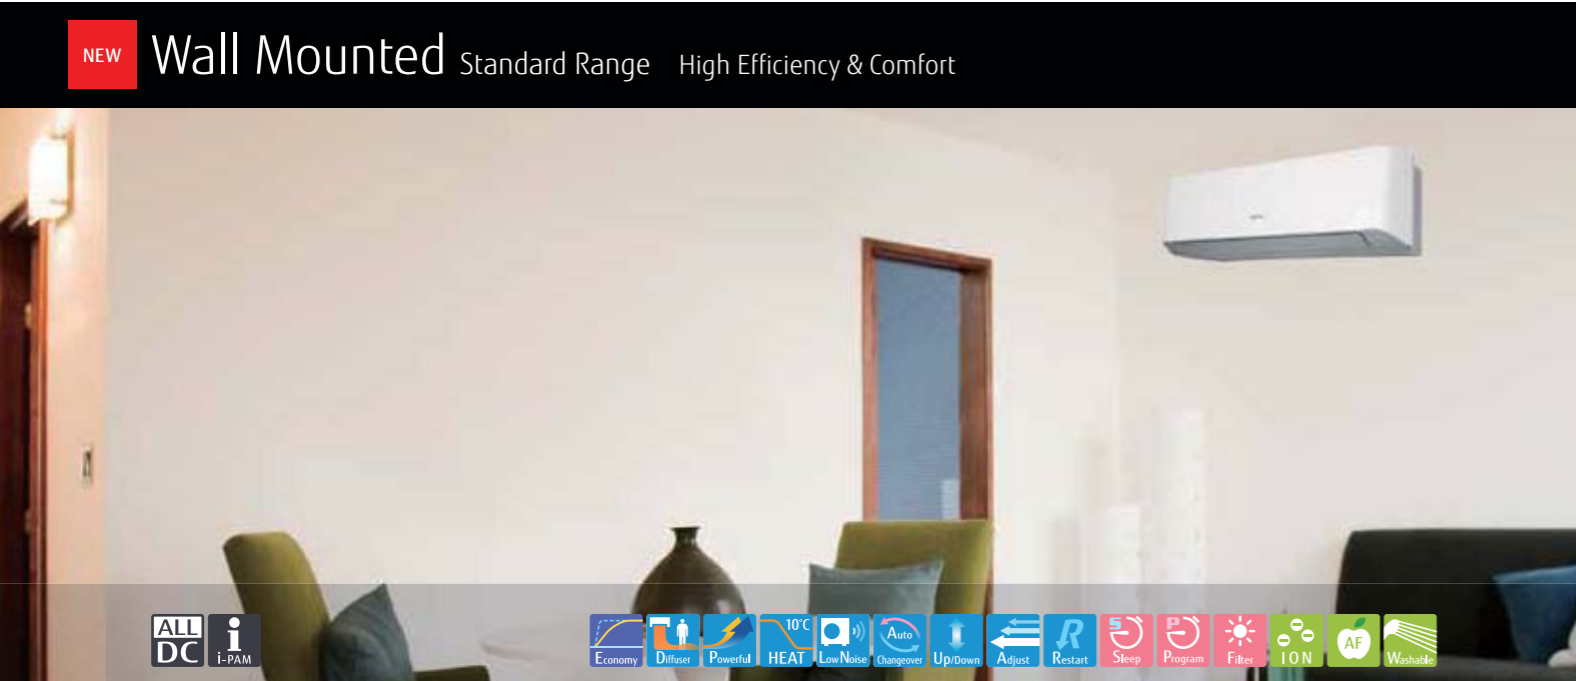 NEW Wall Mounted Standard Range High Efficiency & Comfort
ALL DC i-PAM Economy Diffuser Powerful 10°C HEAT Low Noise Auto Changeover Up/Down Adjust R Restart S Sleep P Program Filter ION AF Washable